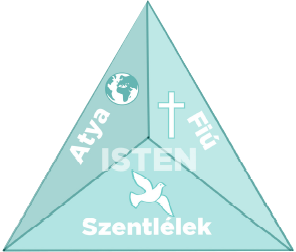 Atya
Fiú
ISTEN
Szentlélek